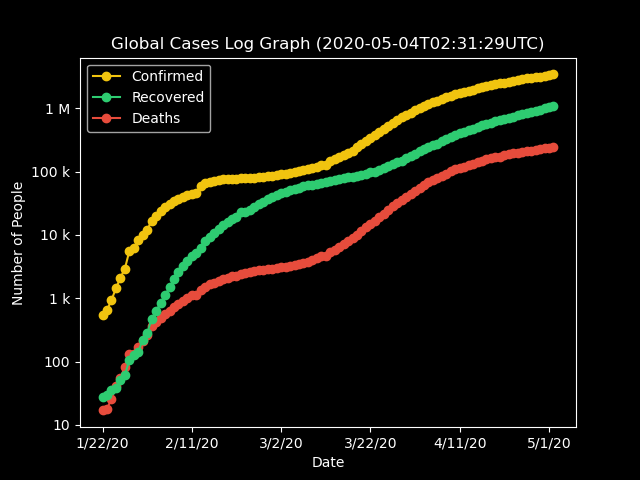 Global Cases Log Graph (2020-05-04T02:31:29UTC)
Confirmed
Recovered
Deaths
1 M
100 k
10 k
1 k
100
10
Number of People
1/22/20 2/11/20 3/2/20 3/22/20 4/11/20 5/1/20
Date